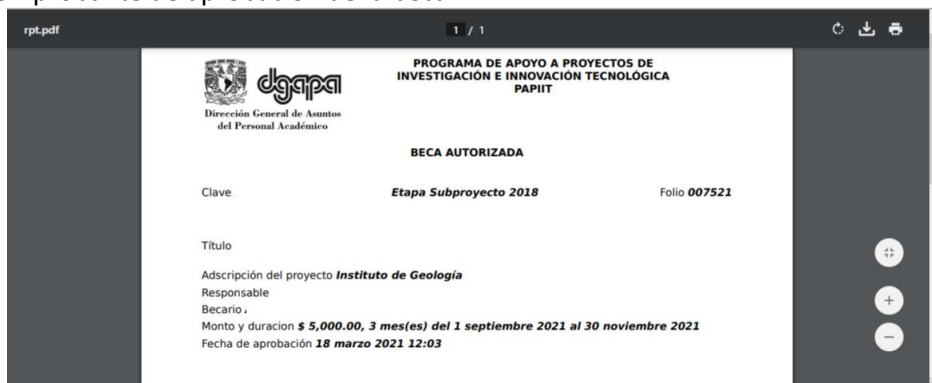 rpt.pdf
1 / 1
PROGRAMA DE APOYO A PROYECTOS DE
INVESTIGACIÓN E INNOVACIÓN TECNOLÓGICA
PAPIIT
dgapa
Dirección General de Asuntos
del Personal Académico
BECA AUTORIZADA
Clave Etapa Subproyecto 2018 Folio 007521
Título
Adscripción del proyecto Instituto de Geología
Responsable
Becario
Monto y duracion $ 5,000.00, 3 mes(es) del 1 septiembre 2021 al 30 noviembre 2021
Fecha de aprobación 18 marzo 2021 12:03